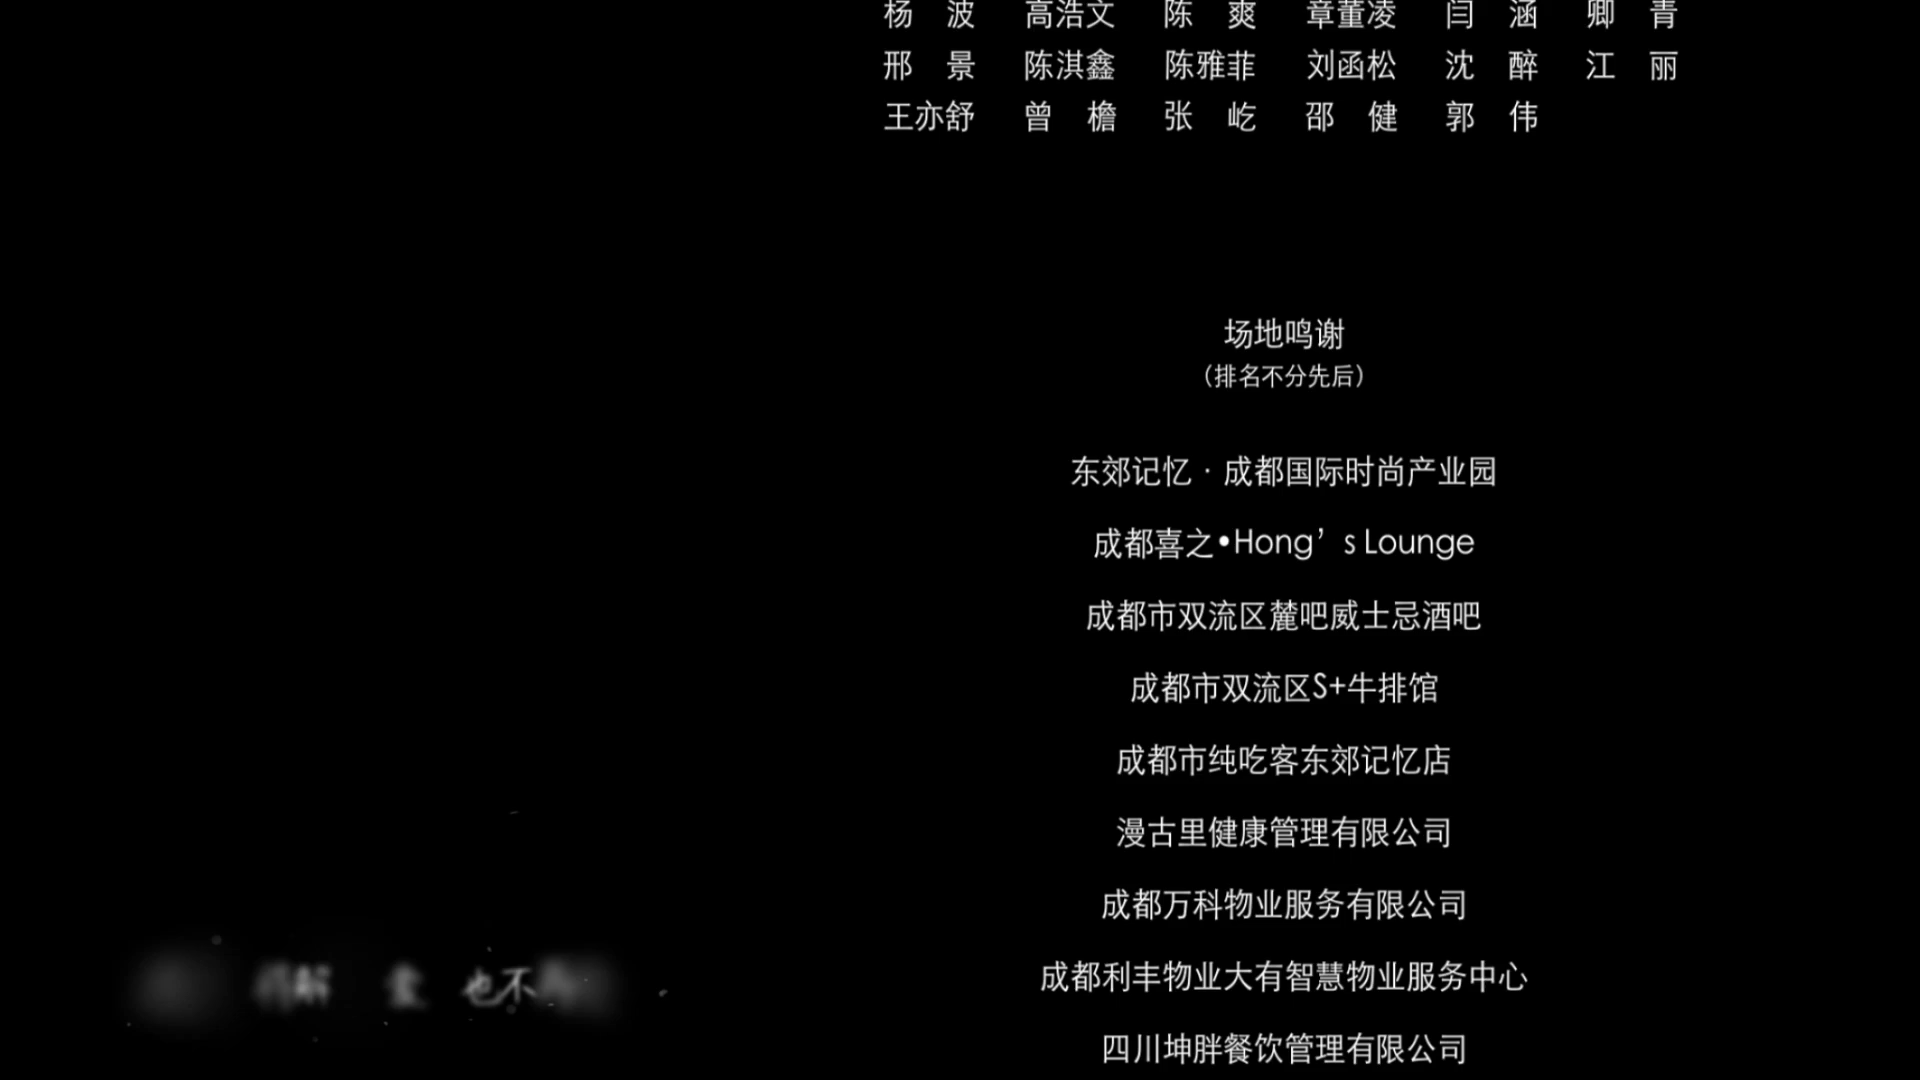 杨 波 高浩文 陈 爽 章董凌 闫 涵 卿 青
邢 景 陈淇鑫 陈雅菲 刘函松 沈 醉 江 丽
王亦舒 曾 檐 张 屹 邵 健 郭 伟
场地鸣谢
（排名不分先后）
东郊记忆·成都国际时尚产业园
成都喜之•Hong’s Lounge
成都市双流区麓吧威士忌酒吧
成都市双流区S+牛排馆
成都市纯吃客东郊记忆店
漫古里健康管理有限公司
成都万科物业服务有限公司
成都利丰物业大有智慧物业服务中心
四川坤胖餐饮管理有限公司
也不